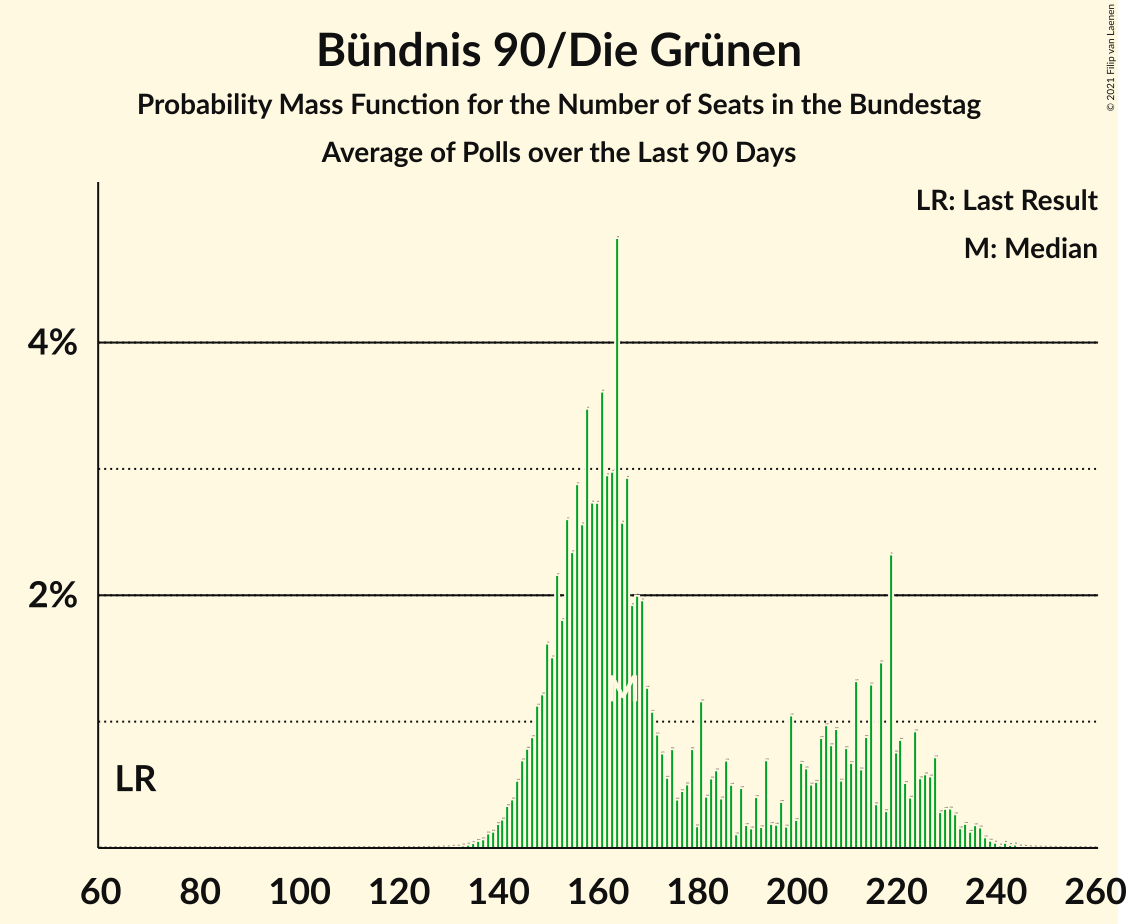 Bündnis 90/Die Grünen
Probability Mass Function for the Number of Seats in the Bundestag
Average of Polls over the Last 90 Days
© 2021 Filip van Laenen
LR: Last Result
M: Median
4%
2%
LR
M
60 80 100 120 140 160 180 200 220 240 260